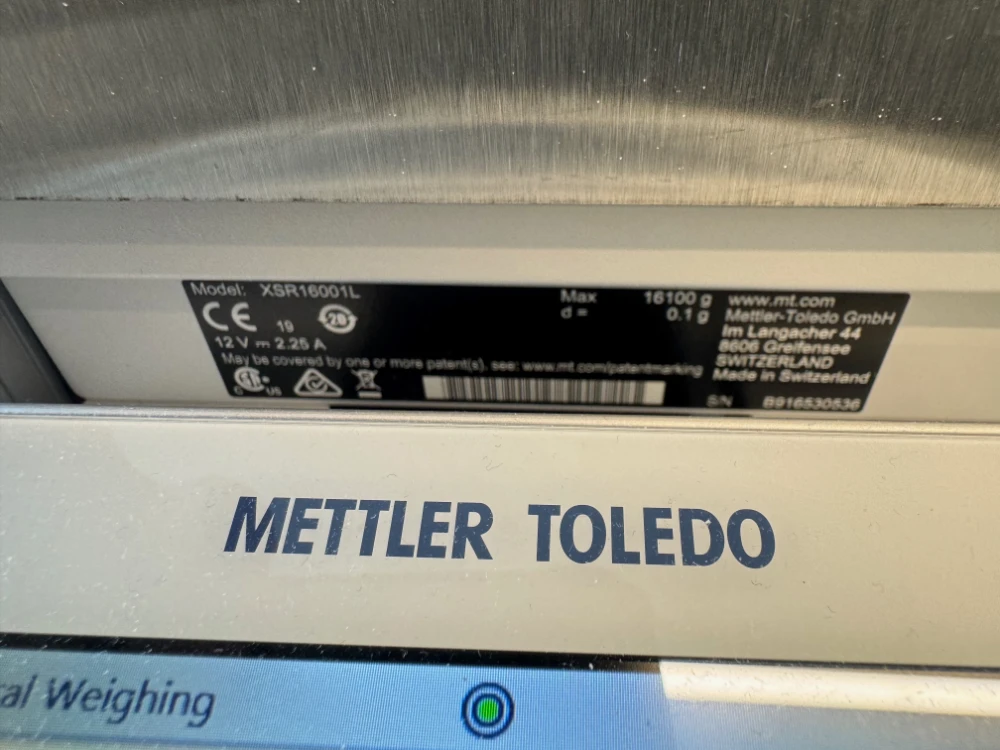 Model: XSR16001L
CE 19 20
12 V ⎓ 2.25 A
May be covered by one or more patent(s), see: www.mt.com/patentmarking
C US
Max 16100 g
d = 0.1 g
www.mt.com
Mettler-Toledo GmbH
Im Langacher 44
8606 Greifensee
SWITZERLAND
Made in Switzerland
S/N B916530536
METTLER TOLEDO
al Weighing